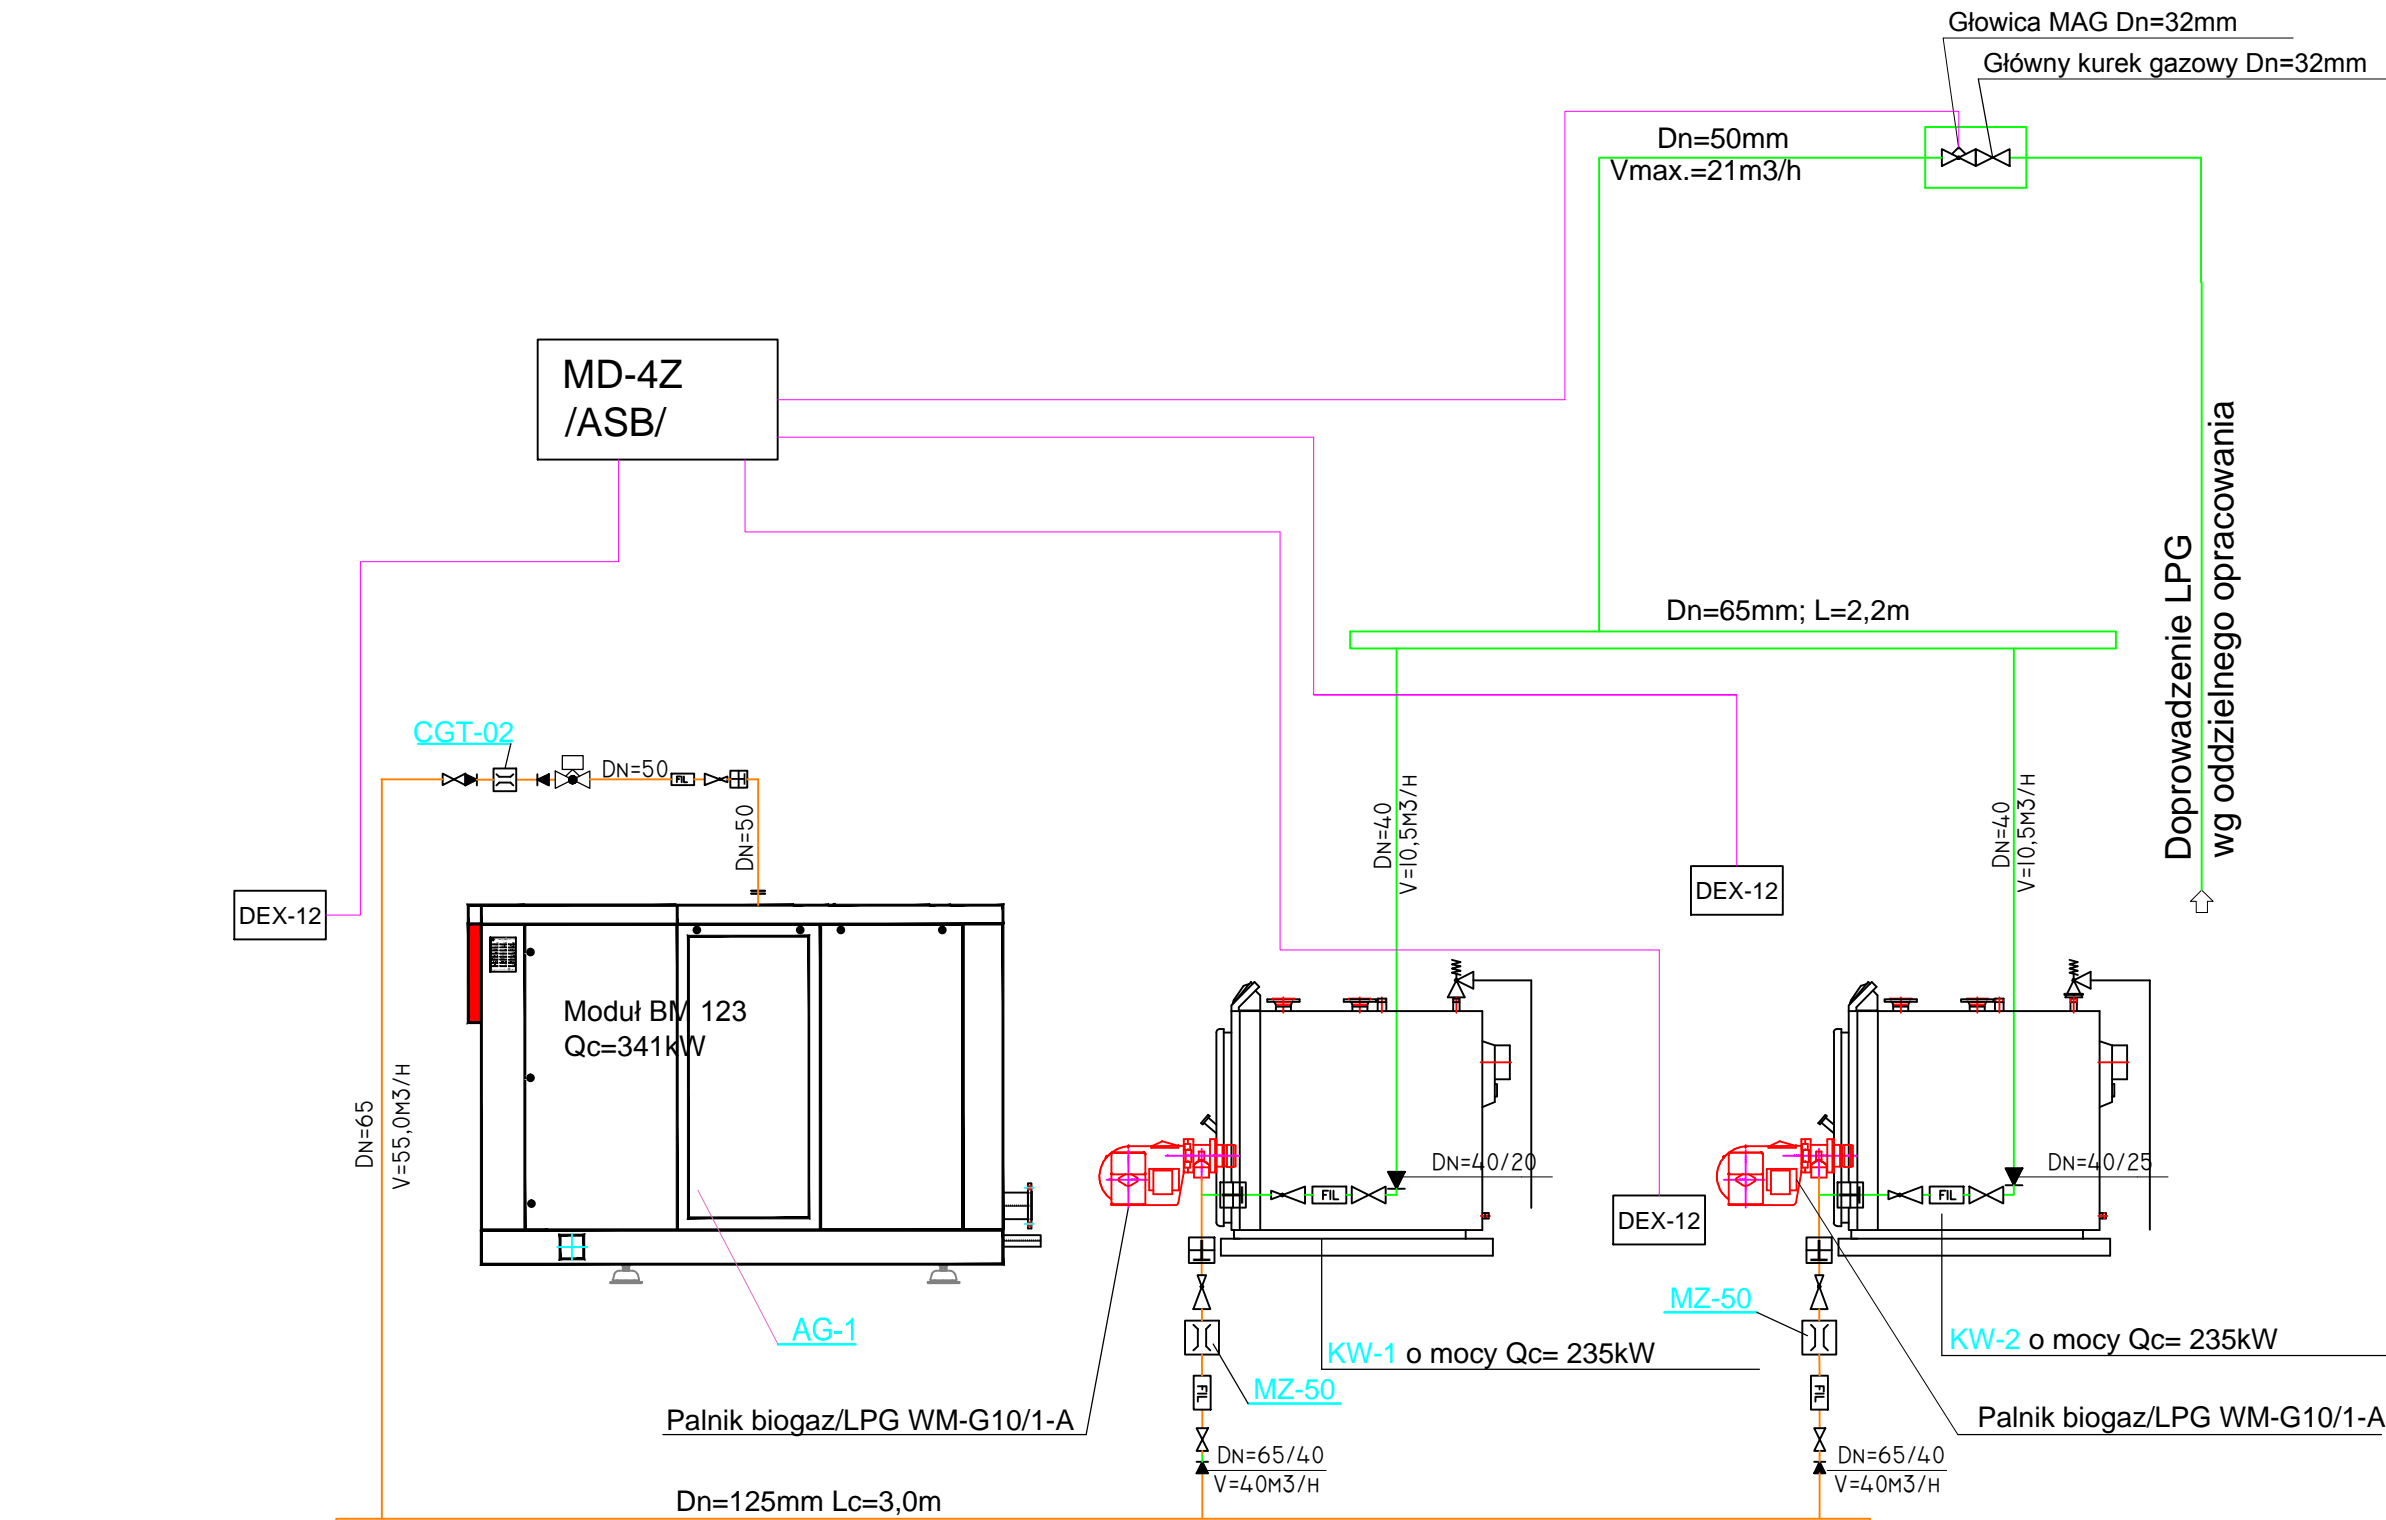 Głowica MAG Dn=32mm
Główny kurek gazowy Dn=32mm
Dn=50mm
Vmax.=21m3/h
MD-4Z
/ASB/
Doprowadzenie LPG
wg oddzielnego opracowania
Dn=65mm; L=2,2m
CGT-02
DN=50
FIL
DN=50
DN=40
V=10,5M3/H
DN=40
V=10,5M3/H
DEX-12
DEX-12
Moduł BM 123
Qc=341kW
DN=65
V=55,0M3/H
DN=40/20
FIL
DN=40/25
FIL
DEX-12
AG-1
MZ-50
KW-1 o mocy Qc= 235kW
KW-2 o mocy Qc= 235kW
MZ-50
FIL
FIL
Palnik biogaz/LPG WM-G10/1-A
Palnik biogaz/LPG WM-G10/1-A
DN=65/40
V=40M3/H
DN=65/40
V=40M3/H
Dn=125mm Lc=3,0m